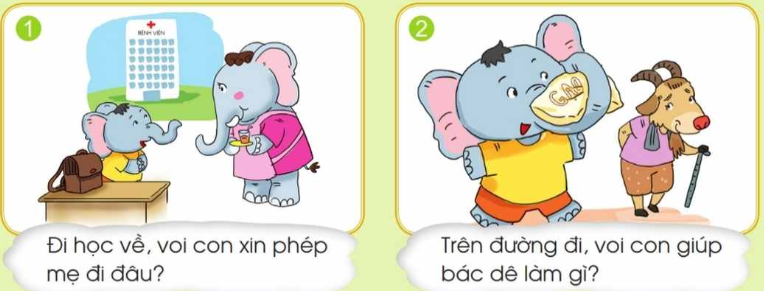 1
BỆNH VIỆN
Đi học về, voi con xin phép
mẹ đi đâu?
2
GẠO
Trên đường đi, voi con giúp
bác dê làm gì?